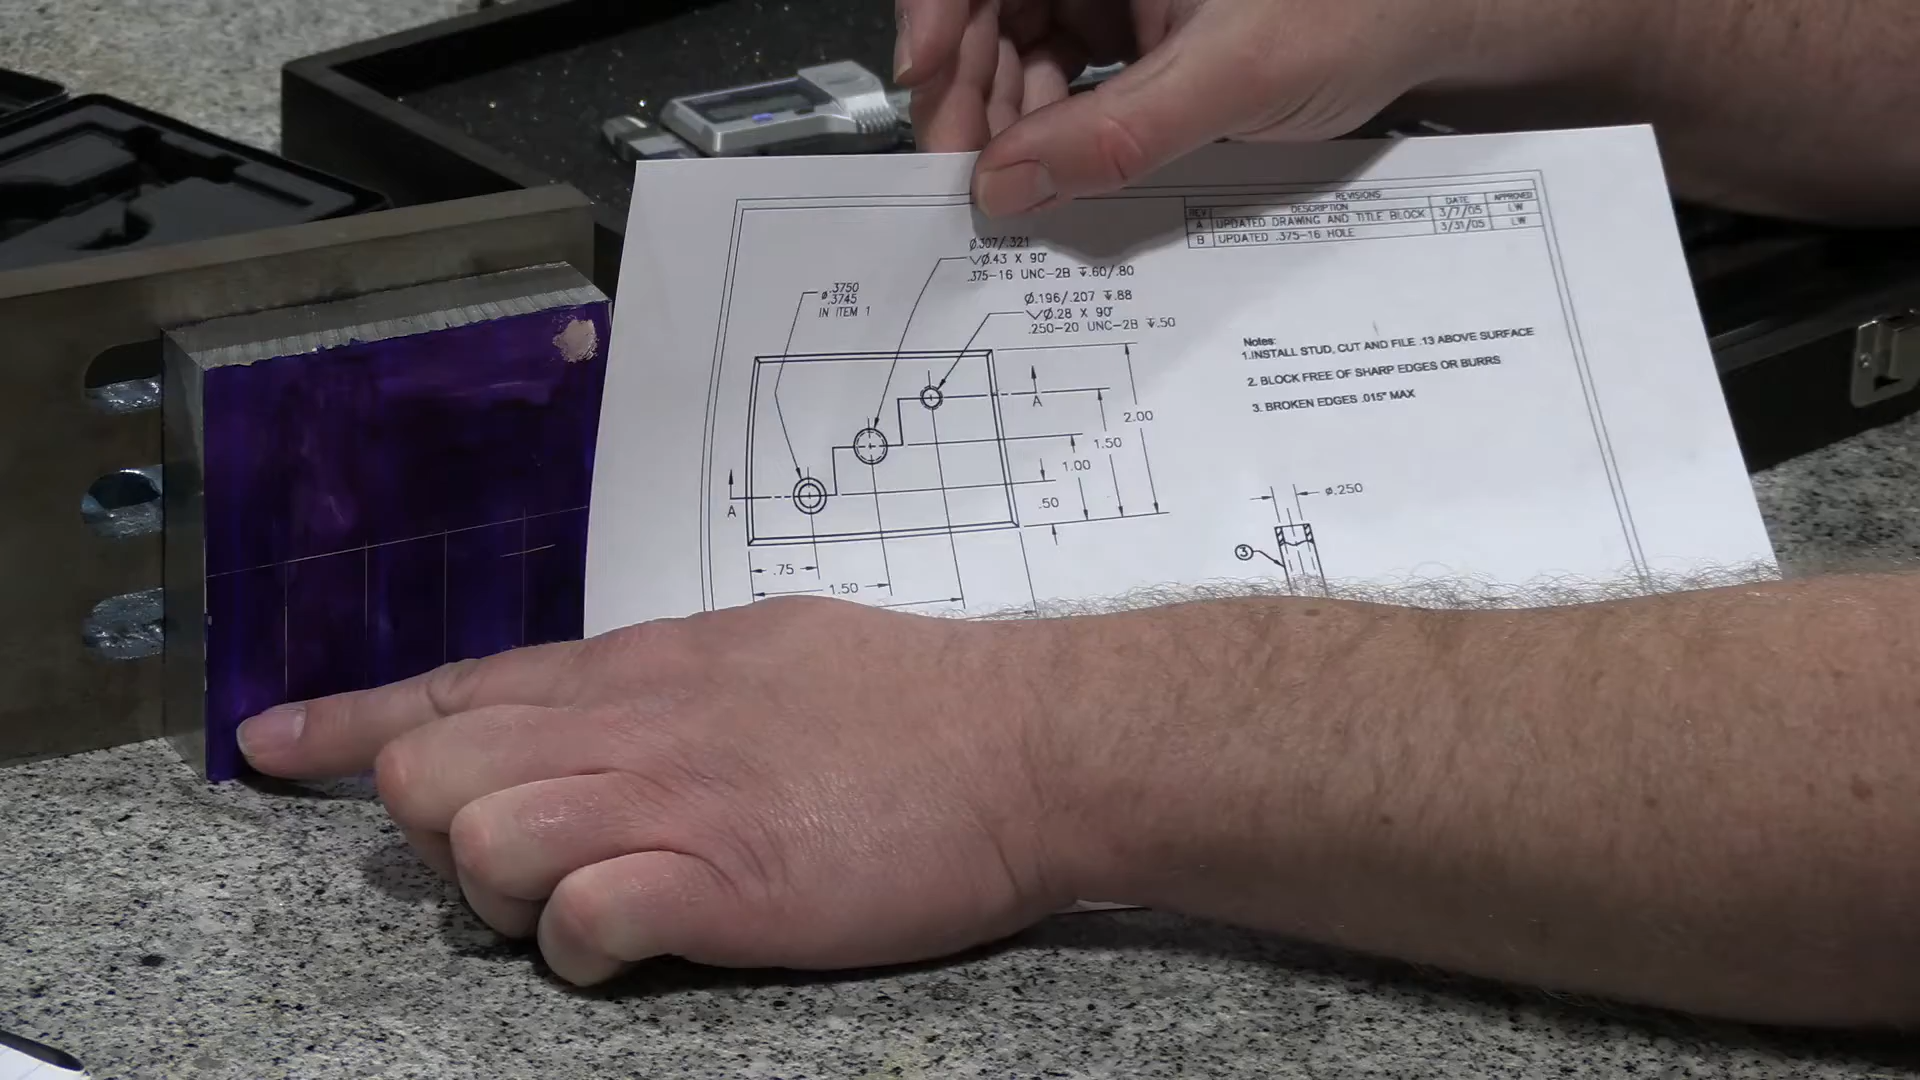 REVISIONS
REV DESCRIPTION DATE APPROVED
A UPDATED DRAWING AND TITLE BLOCK 3/7/05 LW
B UPDATED .375-16 HOLE 3/31/05 LW
Ø.307/.321
⌵Ø.43 X 90°
.375-16 UNC-2B ↧.60/.80
Ø.196/.207 ↧.88
⌵Ø.28 X 90°
.250-20 UNC-2B ↧.50
Ø.3750
.3745
IN ITEM 1
Notes:
1.INSTALL STUD, CUT AND FILE .13 ABOVE SURFACE
2. BLOCK FREE OF SHARP EDGES OR BURRS
3. BROKEN EDGES .015" MAX
A
2.00
1.50
1.00
.50
A
.75
1.50
Ø.250
3